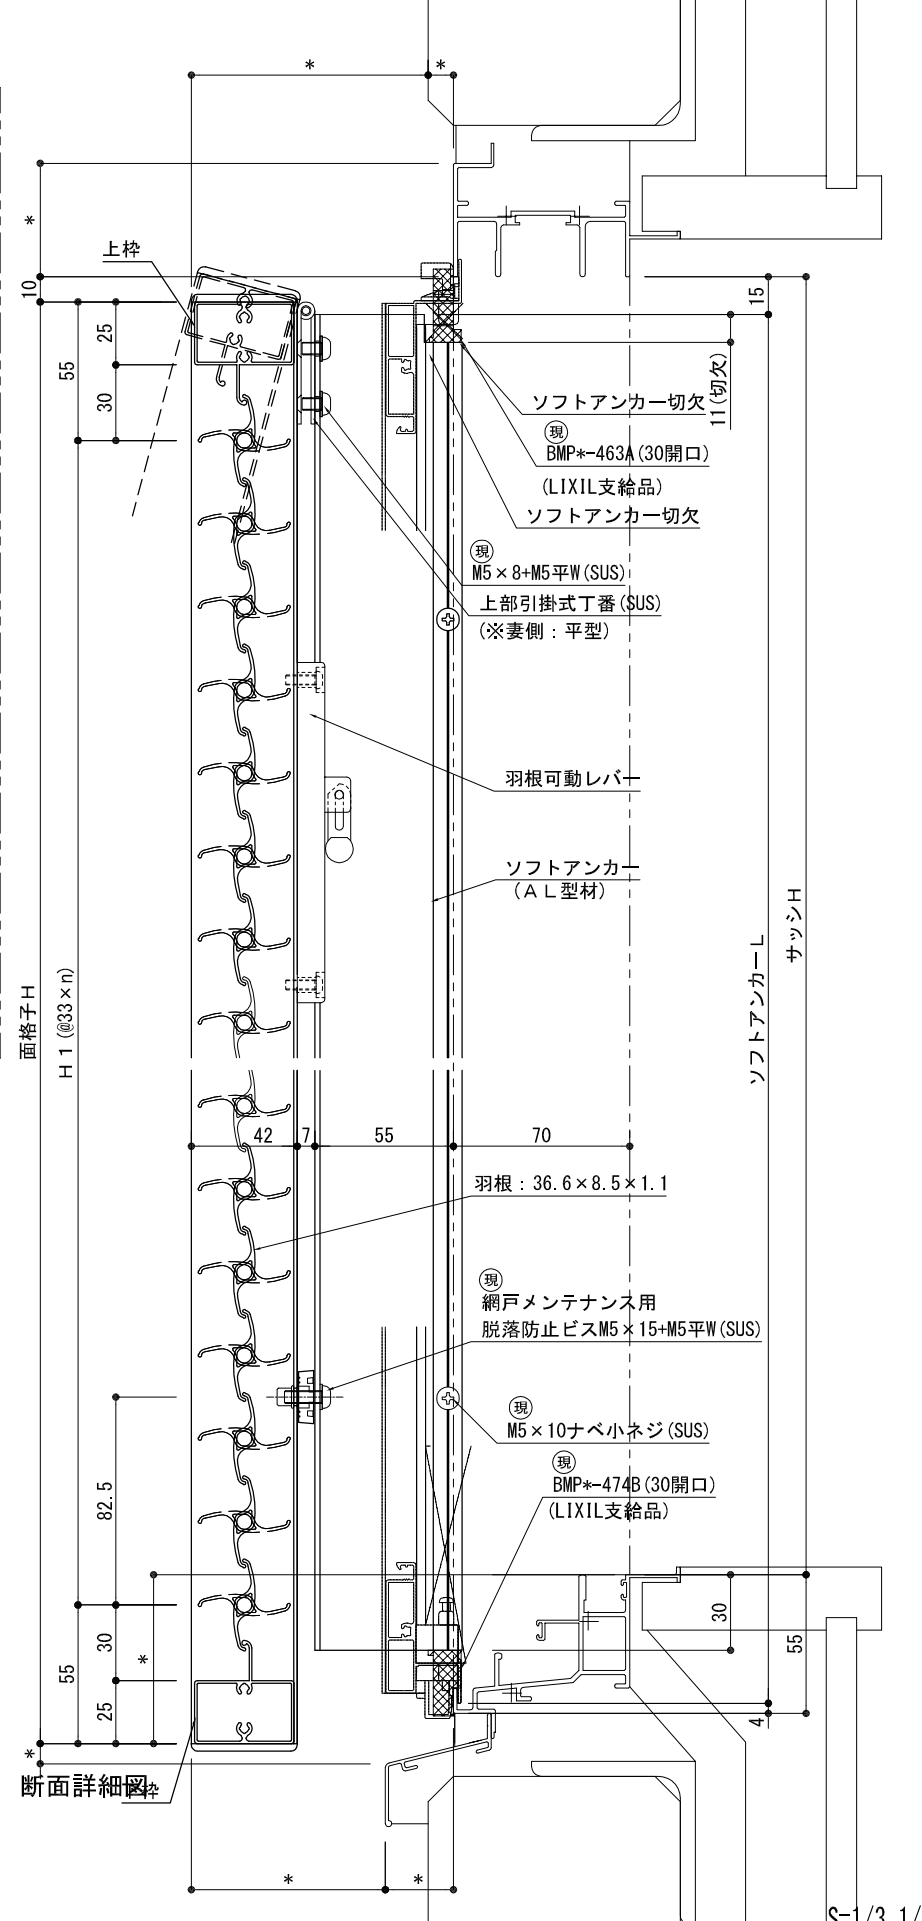 *
*
*
上枠
10
25
55
30
15
11(切欠)
ソフトアンカー切欠
現
BMP*-463A(30開口)
(LIXIL支給品)
ソフトアンカー切欠
現
M5×8+M5平W(SUS)
上部引掛式丁番(SUS)
(※妻側：平型)
羽根可動レバー
ソフトアンカー
(AL型材)
サッシH
ソフトアンカーL
面格子H
H1(@33×n)
42
7
55
70
羽根：36.6×8.5×1.1
現
網戸メンテナンス用
脱落防止ビスM5×15+M5平W(SUS)
現
M5×10ナベ小ネジ(SUS)
現
BMP*-474B(30開口)
(LIXIL支給品)
82.5
30
30
55
*
55
25
4
*
断面詳細図
枠
*
*
S=1/3,1/